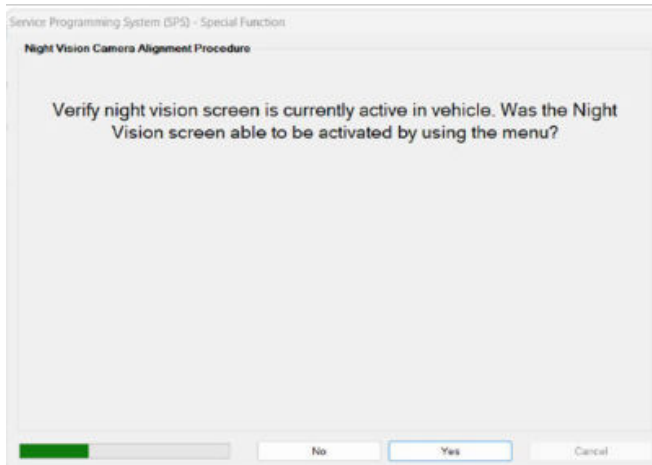 Service Programming System (SPS) - Special Function
Night Vision Camera Alignment Procedure
Verify night vision screen is currently active in vehicle. Was the Night
Vision screen able to be activated by using the menu?
No
Yes
Cancel